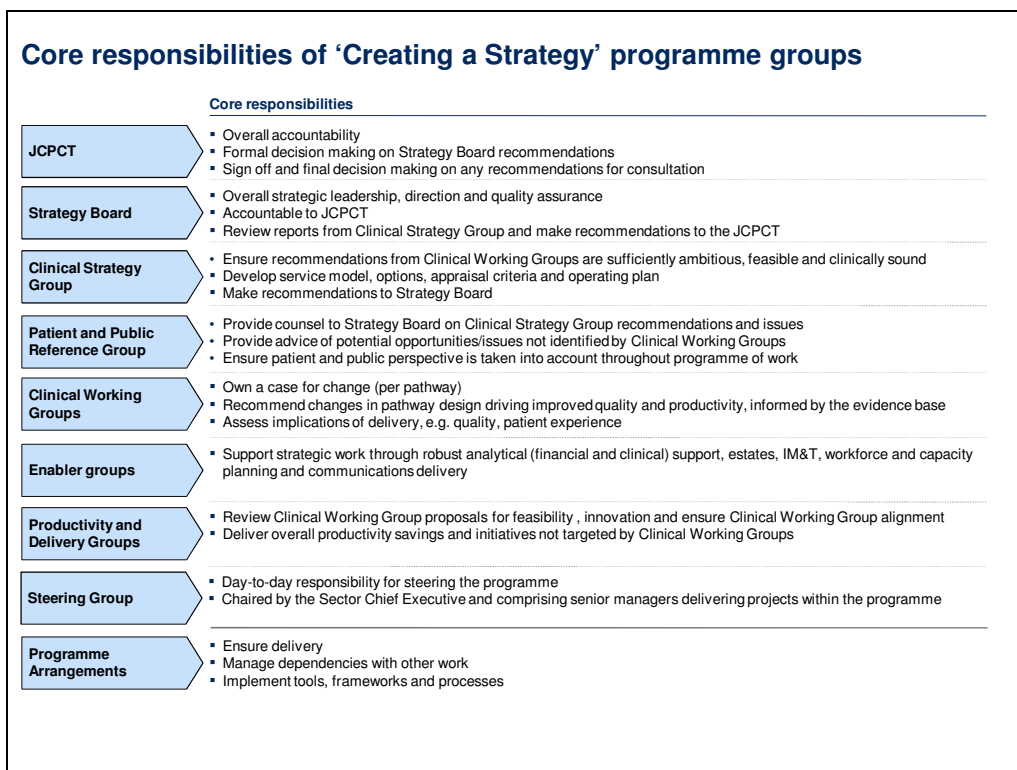 Core responsibilities of ‘Creating a Strategy’ programme groups
Core responsibilities
JCPCT
▪ Overall accountability
▪ Formal decision making on Strategy Board recommendations
▪ Sign off and final decision making on any recommendations for consultation
Strategy Board
▪ Overall strategic leadership, direction and quality assurance
▪ Accountable to JCPCT
▪ Review reports from Clinical Strategy Group and make recommendations to the JCPCT
Clinical Strategy
Group
• Ensure recommendations from Clinical Working Groups are sufficiently ambitious, feasible and clinically sound
▪ Develop service model, options, appraisal criteria and operating plan
▪ Make recommendations to Strategy Board
Patient and Public
Reference Group
• Provide counsel to Strategy Board on Clinical Strategy Group recommendations and issues
• Provide advice of potential opportunities/issues not identified by Clinical Working Groups
• Ensure patient and public perspective is taken into account throughout programme of work
Clinical Working
Groups
▪ Own a case for change (per pathway)
▪ Recommend changes in pathway design driving improved quality and productivity, informed by the evidence base
▪ Assess implications of delivery, e.g. quality, patient experience
Enabler groups
▪ Support strategic work through robust analytical (financial and clinical) support, estates, IM&T, workforce and capacity
planning and communications delivery
Productivity and
Delivery Groups
▪ Review Clinical Working Group proposals for feasibility , innovation and ensure Clinical Working Group alignment
▪ Deliver overall productivity savings and initiatives not targeted by Clinical Working Groups
Steering Group
▪ Day-to-day responsibility for steering the programme
▪ Chaired by the Sector Chief Executive and comprising senior managers delivering projects within the programme
Programme
Arrangements
▪ Ensure delivery
▪ Manage dependencies with other work
▪ Implement tools, frameworks and processes